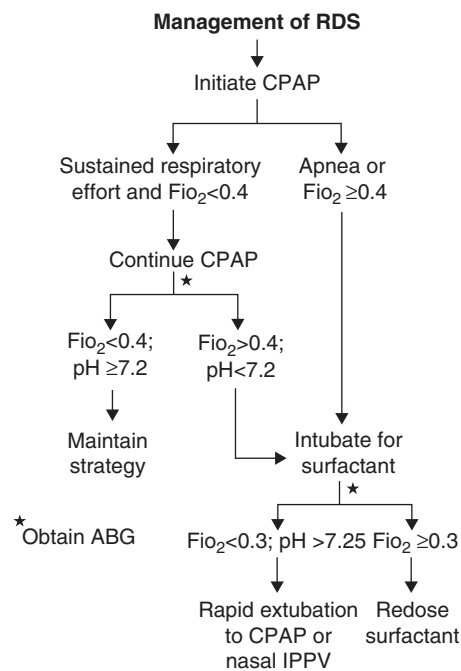 Management of RDS
Initiate CPAP
Sustained respiratory
effort and Fio₂<0.4
Apnea or
Fio₂ ≥0.4
Continue CPAP
★
Fio₂<0.4;
pH ≥7.2
Fio₂>0.4;
pH<7.2
Maintain
strategy
Intubate for
surfactant
★
★Obtain ABG
Fio₂<0.3; pH >7.25
Fio₂ ≥0.3
Rapid extubation
to CPAP or
nasal IPPV
Redose
surfactant